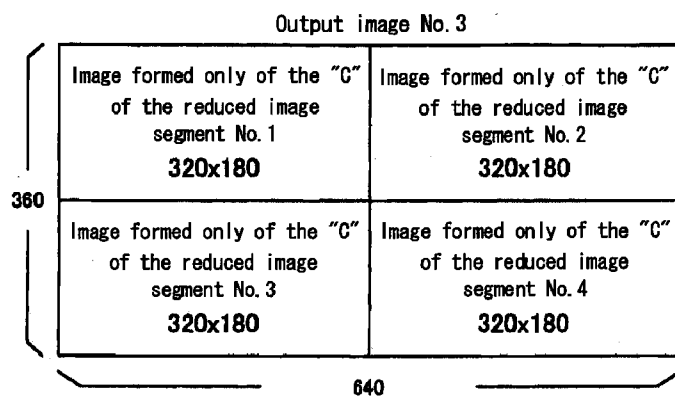 Output image No. 3
Image formed only of the "C"
of the reduced image
segment No. 1
320x180
Image formed only of the "C"
of the reduced image
segment No. 2
320x180
360
Image formed only of the "C"
of the reduced image
segment No. 3
320x180
Image formed only of the "C"
of the reduced image
segment No. 4
320x180
640